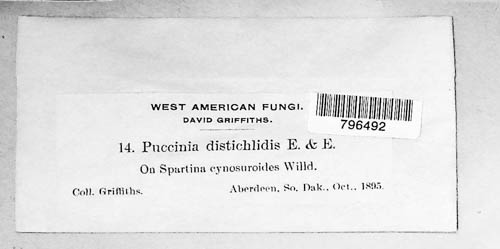 WEST AMERICAN FUNGI.
DAVID GRIFFITHS.
796492
14. Puccinia distichlidis E. & E.
On Spartina cynosuroides Willd.
Coll. Griffiths. Aberdeen, So. Dak., Oct., 1895.